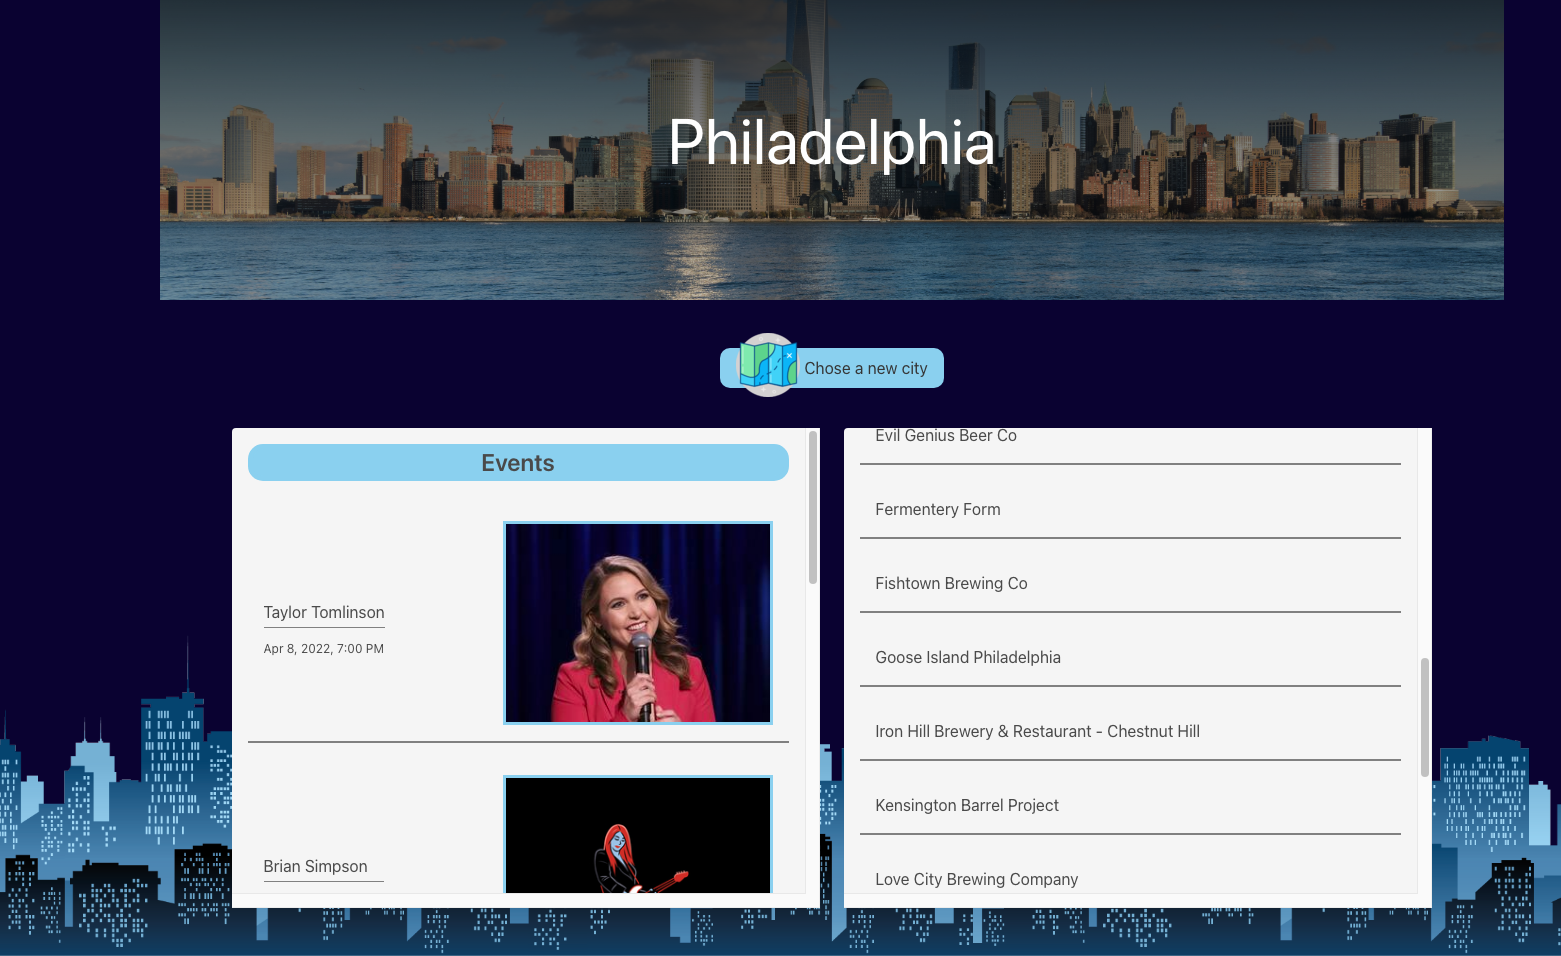 Philadelphia
Chose a new city
Events
Taylor Tomlinson
Apr 8, 2022, 7:00 PM
Brian Simpson
Evil Genius Beer Co
Fermentery Form
Fishtown Brewing Co
Goose Island Philadelphia
Iron Hill Brewery & Restaurant - Chestnut Hill
Kensington Barrel Project
Love City Brewing Company